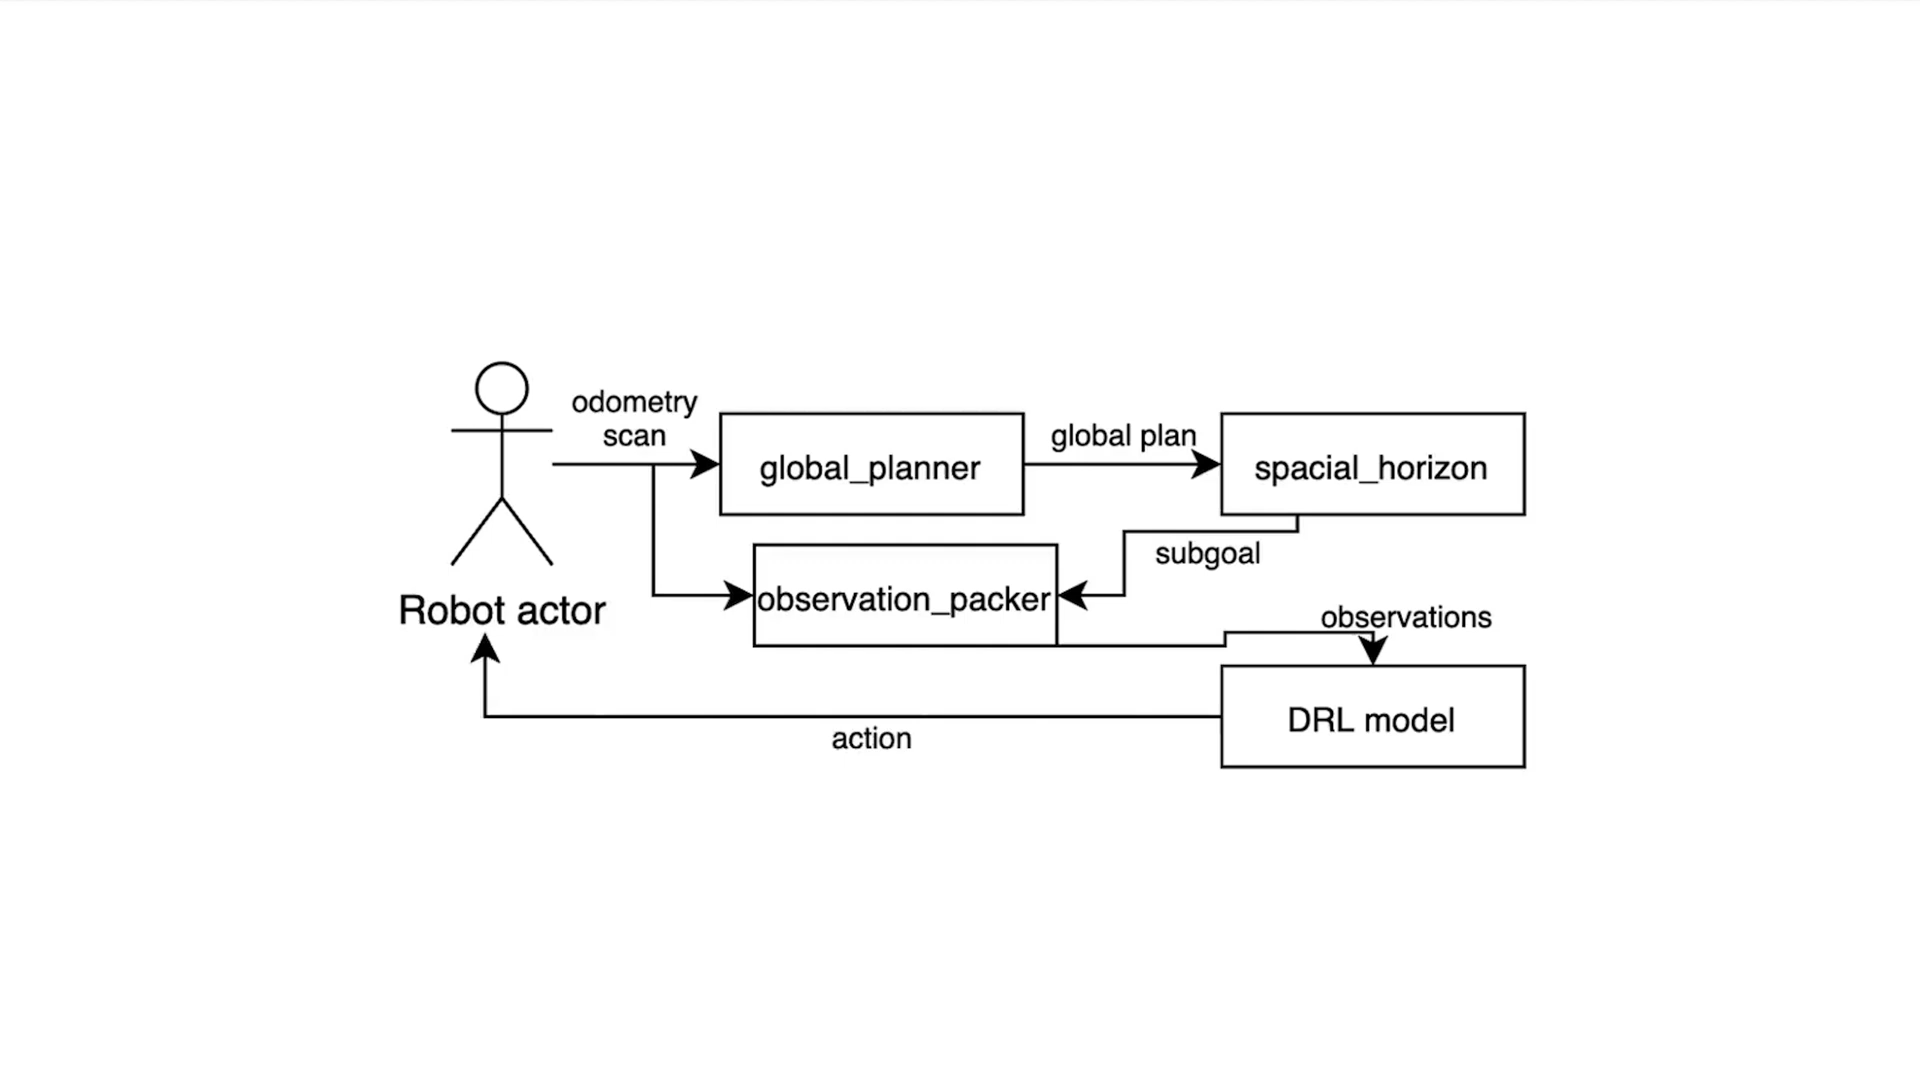 odometry
scan
global_planner
global plan
spacial_horizon
subgoal
observation_packer
Robot actor
observations
DRL model
action